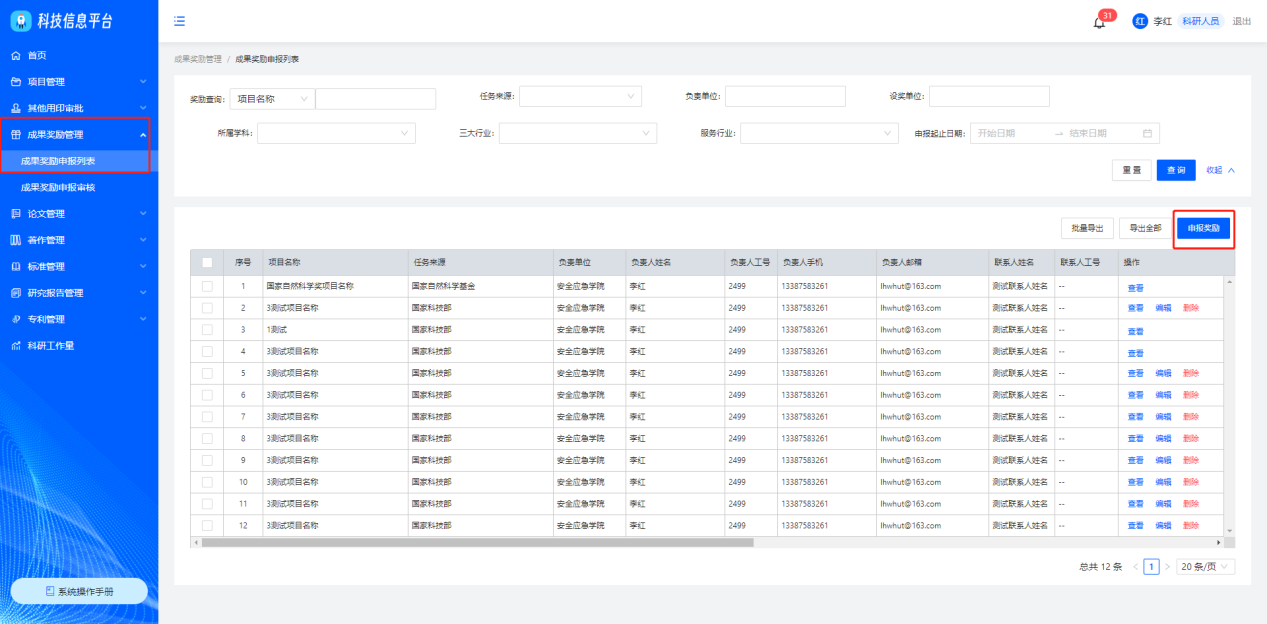 科技信息平台
31
红 李红 科研人员 退出
首页
项目管理
其他用印审批
成果奖励管理
成果奖励申报列表
成果奖励申报审核
论文管理
著作管理
标准管理
研究报告管理
专利管理
科研工作量
系统操作手册
成果奖励管理 / 成果奖励申报列表
奖励查询: 项目名称 任务来源: 负责单位: 设奖单位:
所属学科: 三大行业: 服务行业: 申报起止日期: 开始日期 → 结束日期
重置 查询 收起
批量导出 导出全部 申报奖励
序号 项目名称 任务来源 负责单位 负责人姓名 负责人工号 负责人手机 负责人邮箱 联系人姓名 联系人工号 操作
1 国家自然科学奖项目名称 国家自然科学基金 安全应急学院 李红 2499 13387583261 lhwhut@163.com 测试联系人姓名 -- 查看
2 3测试项目名称 国家科技部 安全应急学院 李红 2499 13387583261 lhwhut@163.com 测试联系人姓名 -- 查看 编辑 删除
3 1测试 国家科技部 安全应急学院 李红 2499 13387583261 lhwhut@163.com 测试联系人姓名 -- 查看
4 3测试项目名称 国家科技部 安全应急学院 李红 2499 13387583261 lhwhut@163.com 测试联系人姓名 -- 查看
5 3测试项目名称 国家科技部 安全应急学院 李红 2499 13387583261 lhwhut@163.com 测试联系人姓名 -- 查看 编辑 删除
6 3测试项目名称 国家科技部 安全应急学院 李红 2499 13387583261 lhwhut@163.com 测试联系人姓名 -- 查看 编辑 删除
7 3测试项目名称 国家科技部 安全应急学院 李红 2499 13387583261 lhwhut@163.com 测试联系人姓名 -- 查看 编辑 删除
8 3测试项目名称 国家科技部 安全应急学院 李红 2499 13387583261 lhwhut@163.com 测试联系人姓名 -- 查看 编辑 删除
9 3测试项目名称 国家科技部 安全应急学院 李红 2499 13387583261 lhwhut@163.com 测试联系人姓名 -- 查看 编辑 删除
10 3测试项目名称 国家科技部 安全应急学院 李红 2499 13387583261 lhwhut@163.com 测试联系人姓名 -- 查看 编辑 删除
11 3测试项目名称 国家科技部 安全应急学院 李红 2499 13387583261 lhwhut@163.com 测试联系人姓名 -- 查看 编辑 删除
12 3测试项目名称 国家科技部 安全应急学院 李红 2499 13387583261 lhwhut@163.com 测试联系人姓名 -- 查看 编辑 删除
总共 12 条 < 1 > 20 条/页